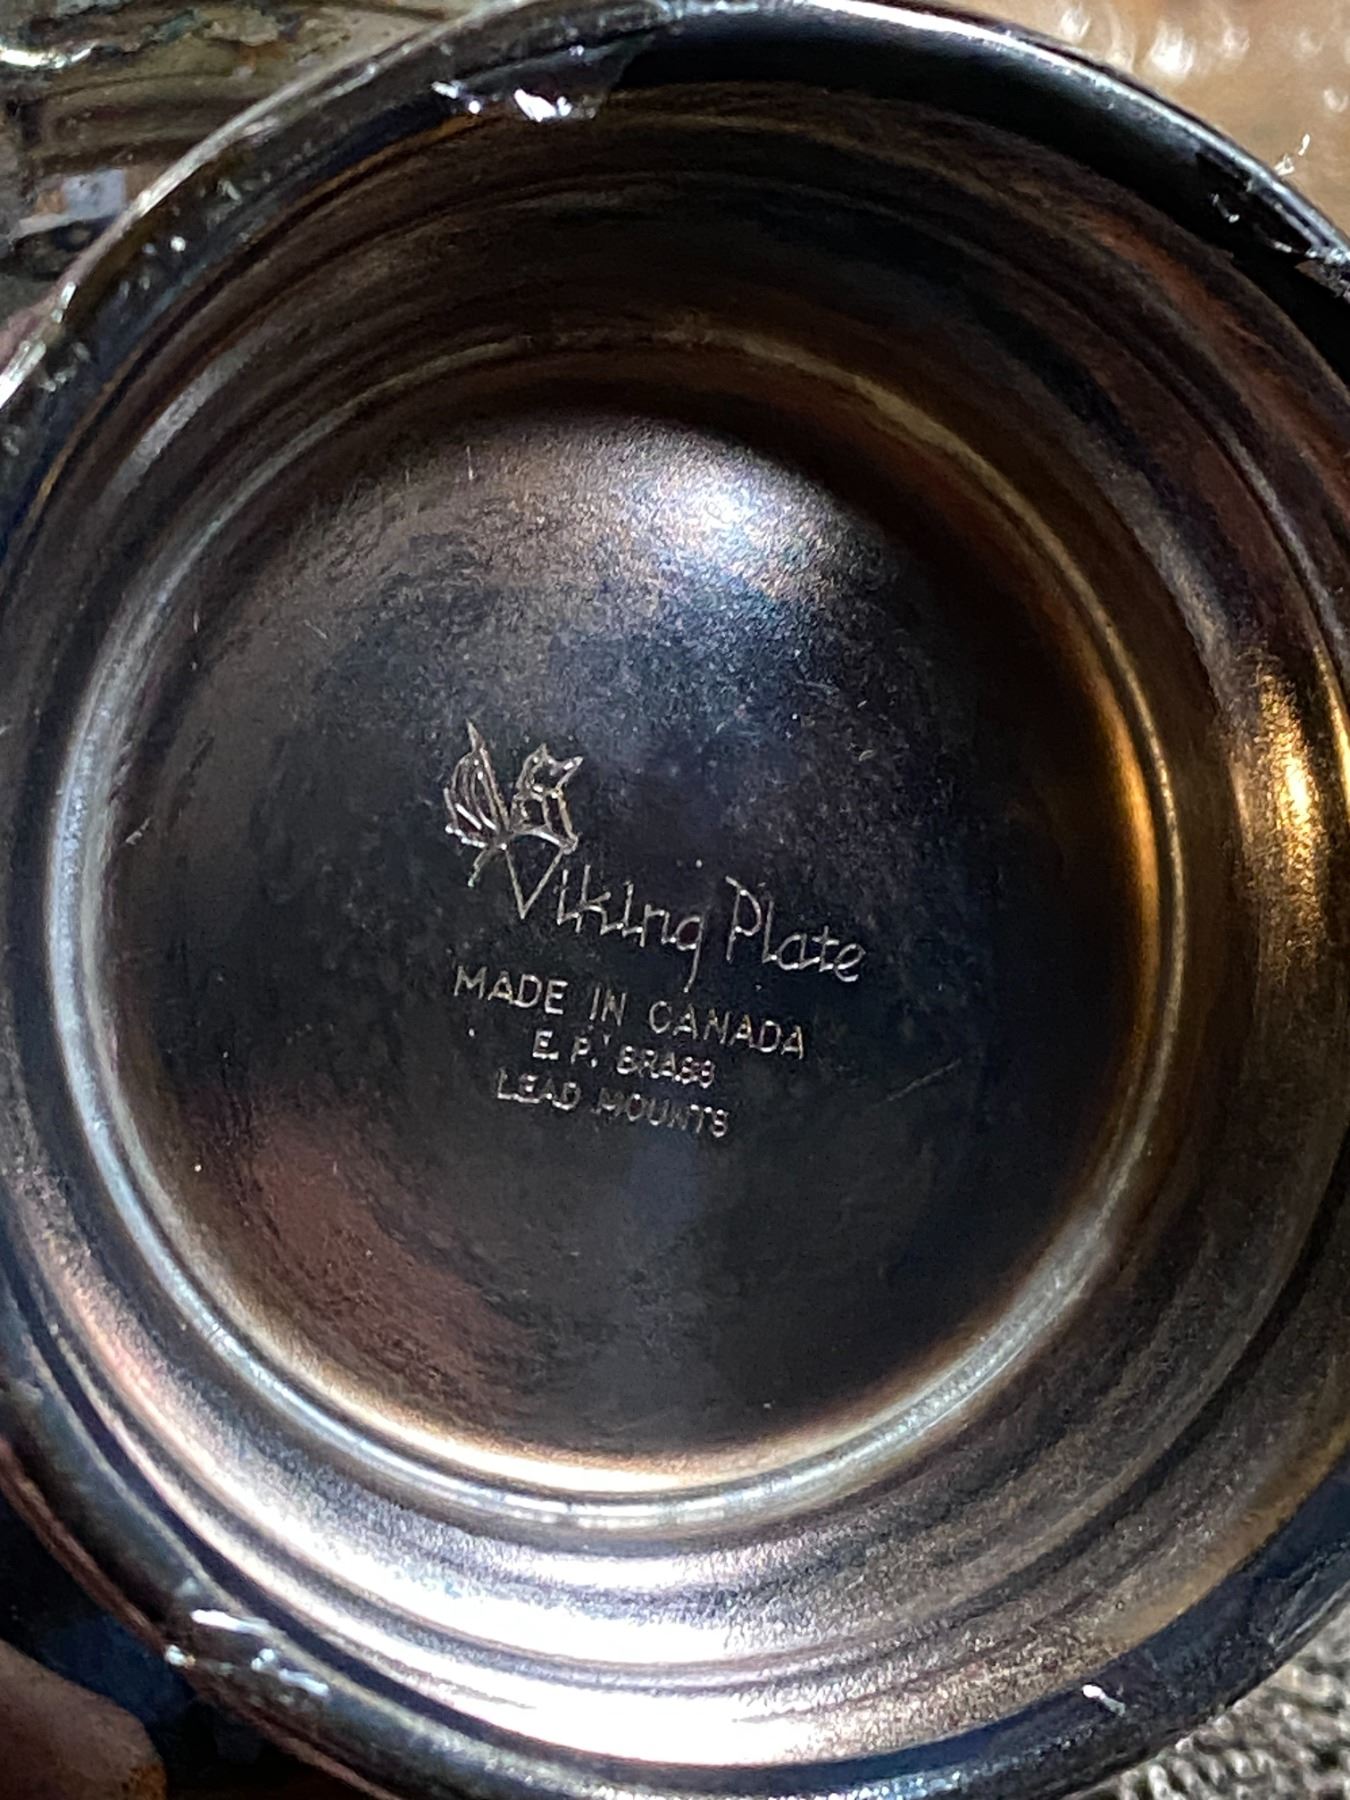 Viking Plate
MADE IN CANADA
E. P. BRASS
LEAD MOUNTS